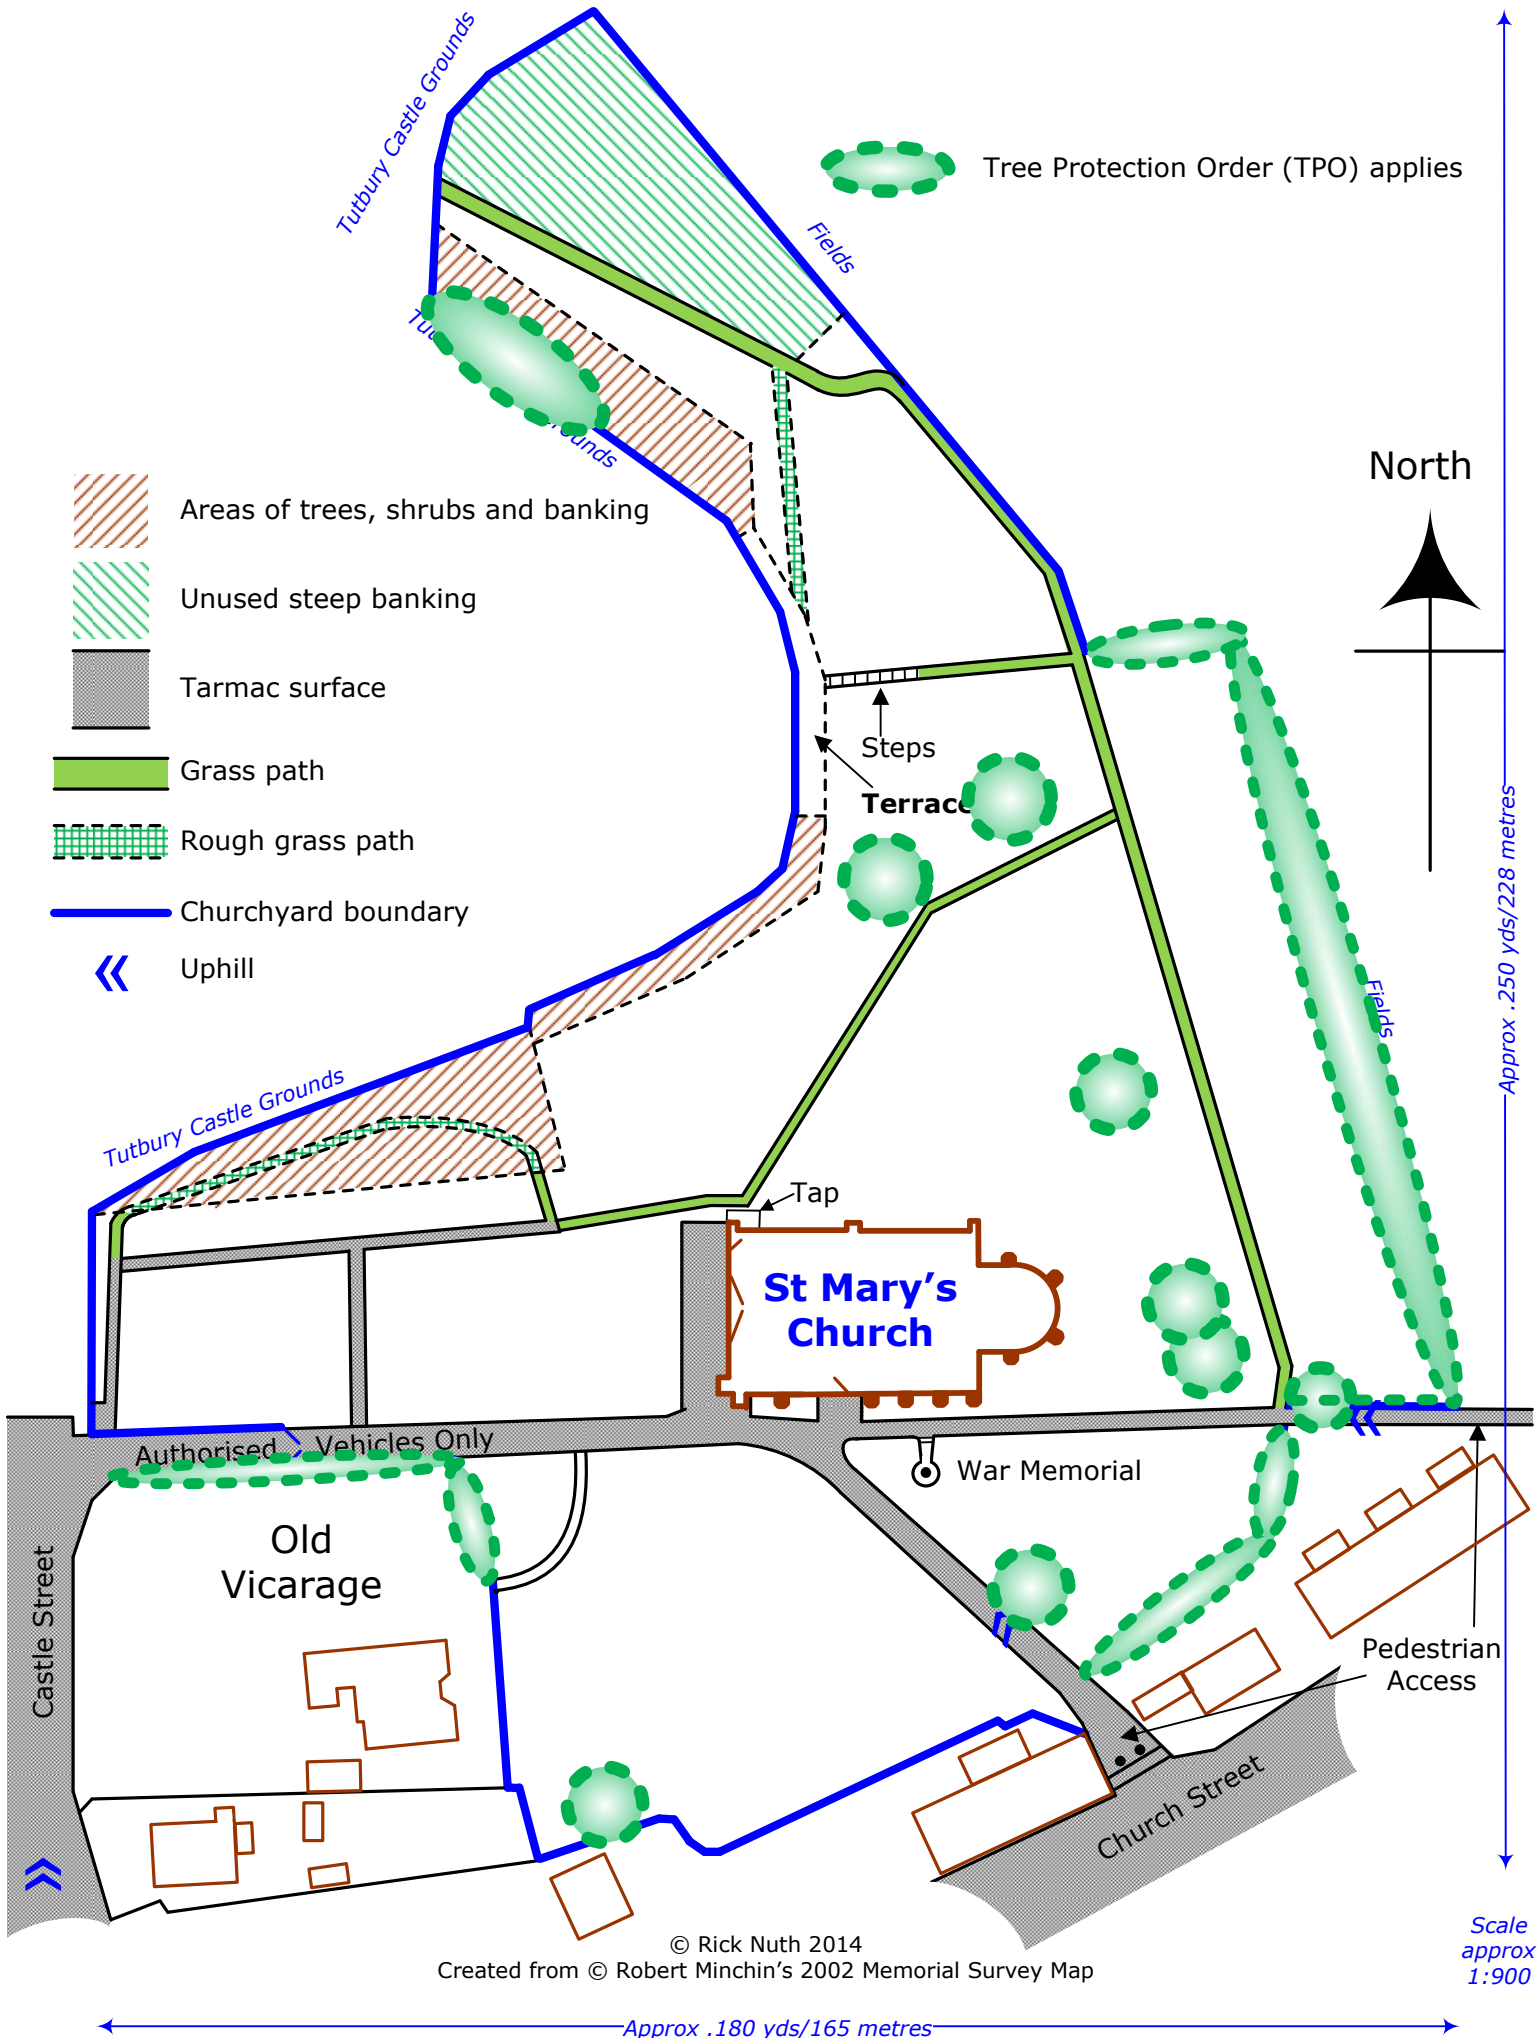 Tutbury Castle Grounds
Tree Protection Order (TPO) applies
Fields
North
Areas of trees, shrubs and banking
Unused steep banking
Tarmac surface
Grass path
Rough grass path
Churchyard boundary
Uphill
Steps
Terrace
Approx .250 yds/228 metres
Fields
Tutbury Castle Grounds
Tap
St Mary's
Church
Authorised
Vehicles Only
War Memorial
Old
Vicarage
Castle Street
Pedestrian
Access
Church Street
© Rick Nuth 2014
Created from © Robert Minchin's 2002 Memorial Survey Map
Scale
approx
1:900
Approx .180 yds/165 metres